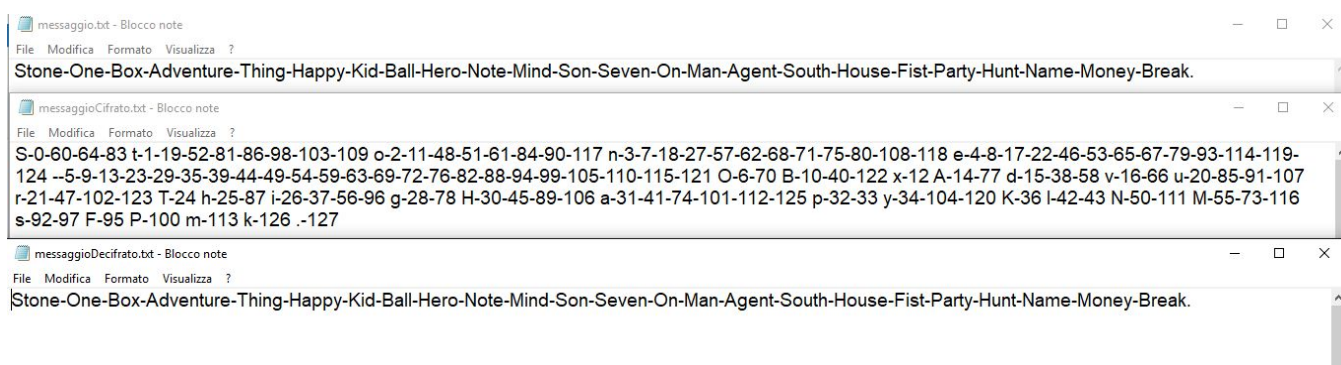 messaggio.txt - Blocco note
File Modifica Formato Visualizza ?
Stone-One-Box-Adventure-Thing-Happy-Kid-Ball-Hero-Note-Mind-Son-Seven-On-Man-Agent-South-House-Fist-Party-Hunt-Name-Money-Break.
messaggioCifrato.txt - Blocco note
File Modifica Formato Visualizza ?
S-0-60-64-83 t-1-19-52-81-86-98-103-109 o-2-11-48-51-61-84-90-117 n-3-7-18-27-57-62-68-71-75-80-108-118 e-4-8-17-22-46-53-65-67-79-93-114-119-
124 --5-9-13-23-29-35-39-44-49-54-59-63-69-72-76-82-88-94-99-105-110-115-121 O-6-70 B-10-40-122 x-12 A-14-77 d-15-38-58 v-16-66 u-20-85-91-107
r-21-47-102-123 T-24 h-25-87 i-26-37-56-96 g-28-78 H-30-45-89-106 a-31-41-74-101-112-125 p-32-33 y-34-104-120 K-36 l-42-43 N-50-111 M-55-73-116
s-92-97 F-95 P-100 m-113 k-126 .-127
messaggioDecifrato.txt - Blocco note
File Modifica Formato Visualizza ?
Stone-One-Box-Adventure-Thing-Happy-Kid-Ball-Hero-Note-Mind-Son-Seven-On-Man-Agent-South-House-Fist-Party-Hunt-Name-Money-Break.